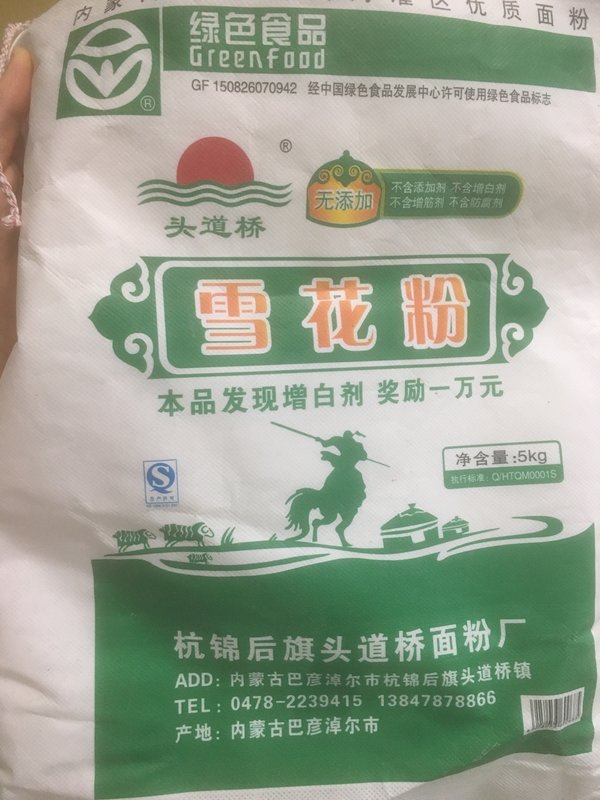 内蒙
灌区优质面粉
绿色食品
Greenfood
®
GF 150826070942 经中国绿色食品发展中心许可使用绿色食品标志
®
头道桥
无添加
不含添加剂 不含增白剂
不含增筋剂 不含防腐剂
雪花粉
本品发现增白剂 奖励一万元
净含量:5kg
执行标准: Q/HTQM0001S
生产许可
杭锦后旗头道桥面粉厂
ADD: 内蒙古巴彦淖尔市杭锦后旗头道桥镇
TEL: 0478-2239415 13847878866
产地: 内蒙古巴彦淖尔市